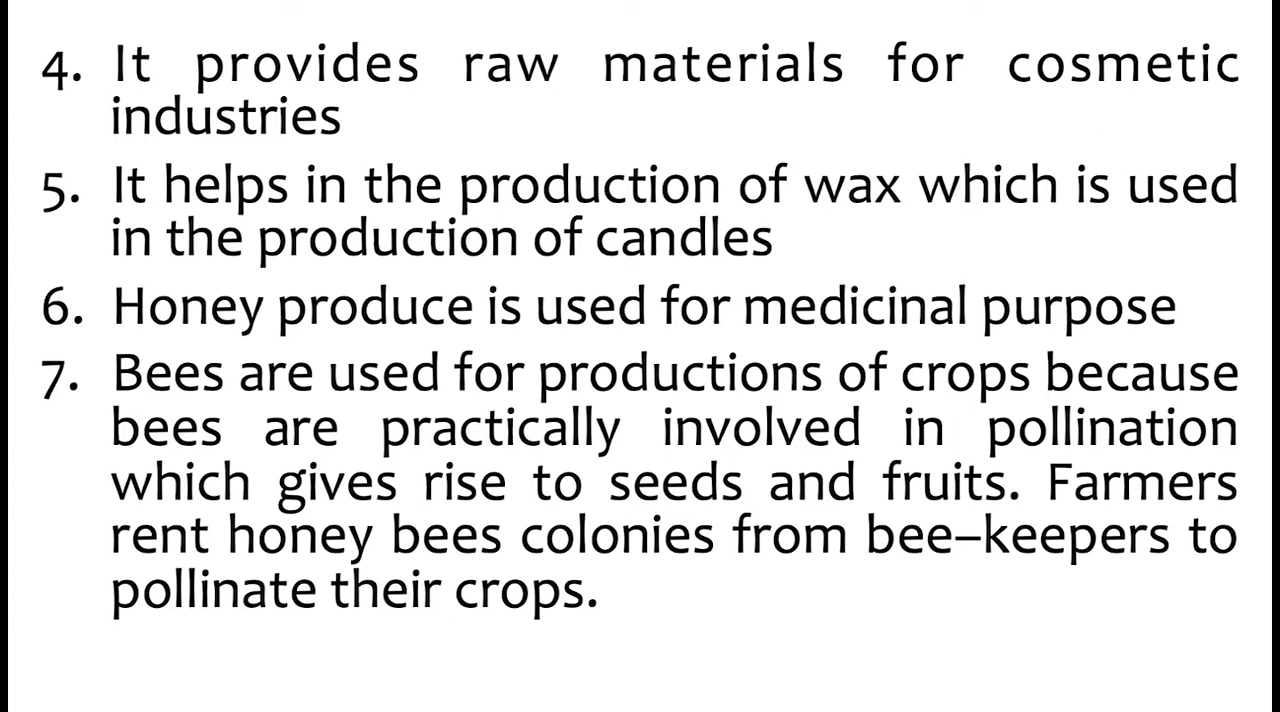 4. It provides raw materials for cosmetic
industries
5. It helps in the production of wax which is used
in the production of candles
6. Honey produce is used for medicinal purpose
7. Bees are used for productions of crops because
bees are practically involved in pollination
which gives rise to seeds and fruits. Farmers
rent honey bees colonies from bee–keepers to
pollinate their crops.